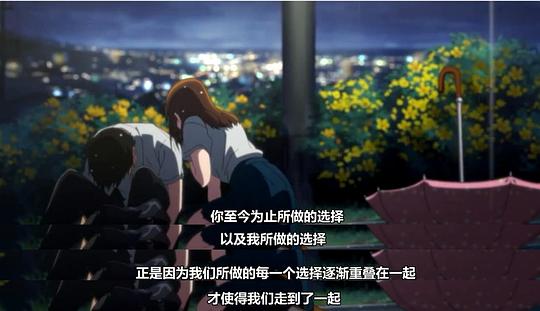 你至今为止所做的选择
以及我所做的选择
正是因为我们所做的每一个选择逐渐重叠在一起
才使得我们走到了一起